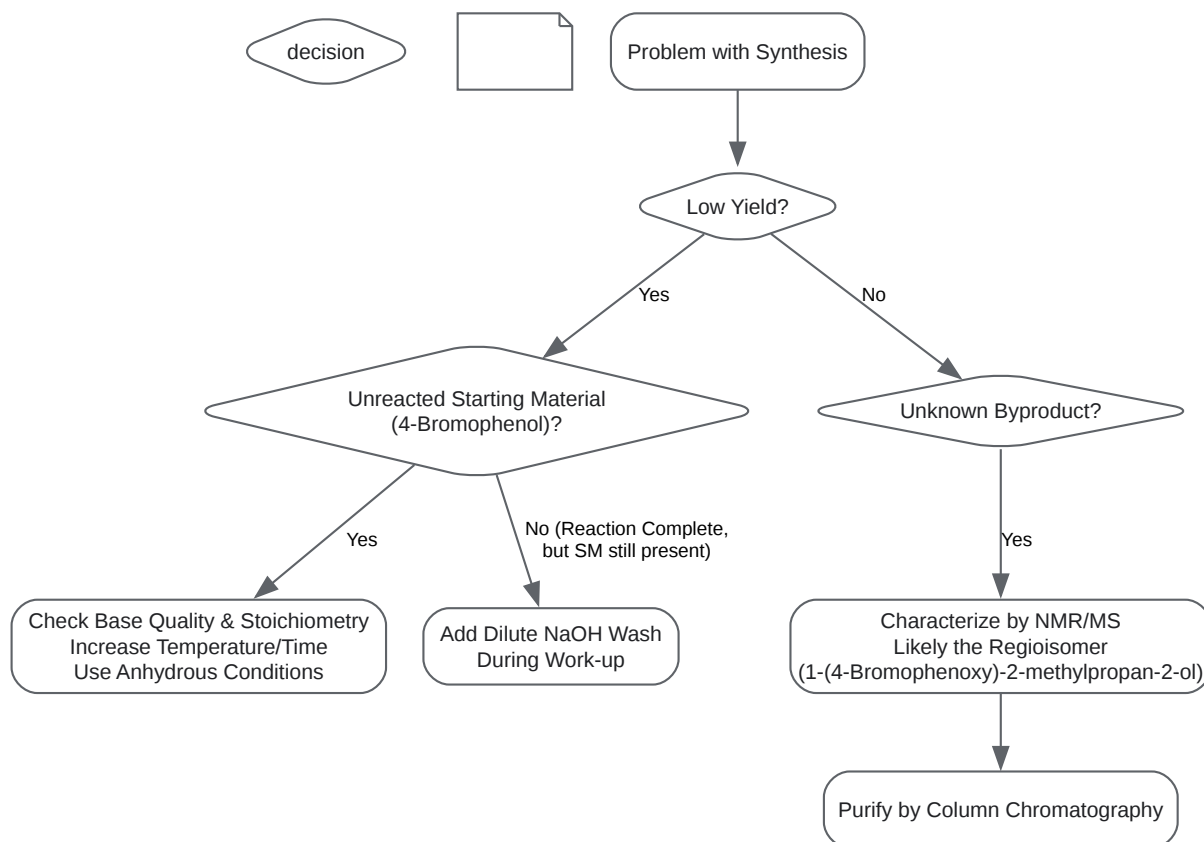 decision
Problem with Synthesis
Low Yield?
Yes
No
Unreacted Starting Material
(4-Bromophenol)?
Unknown Byproduct?
Yes
No (Reaction Complete,
but SM still present)
Yes
Check Base Quality & Stoichiometry
Increase Temperature/Time
Use Anhydrous Conditions
Add Dilute NaOH Wash
During Work-up
Characterize by NMR/MS
Likely the Regioisomer
(1-(4-Bromophenoxy)-2-methylpropan-2-ol)
Purify by Column Chromatography